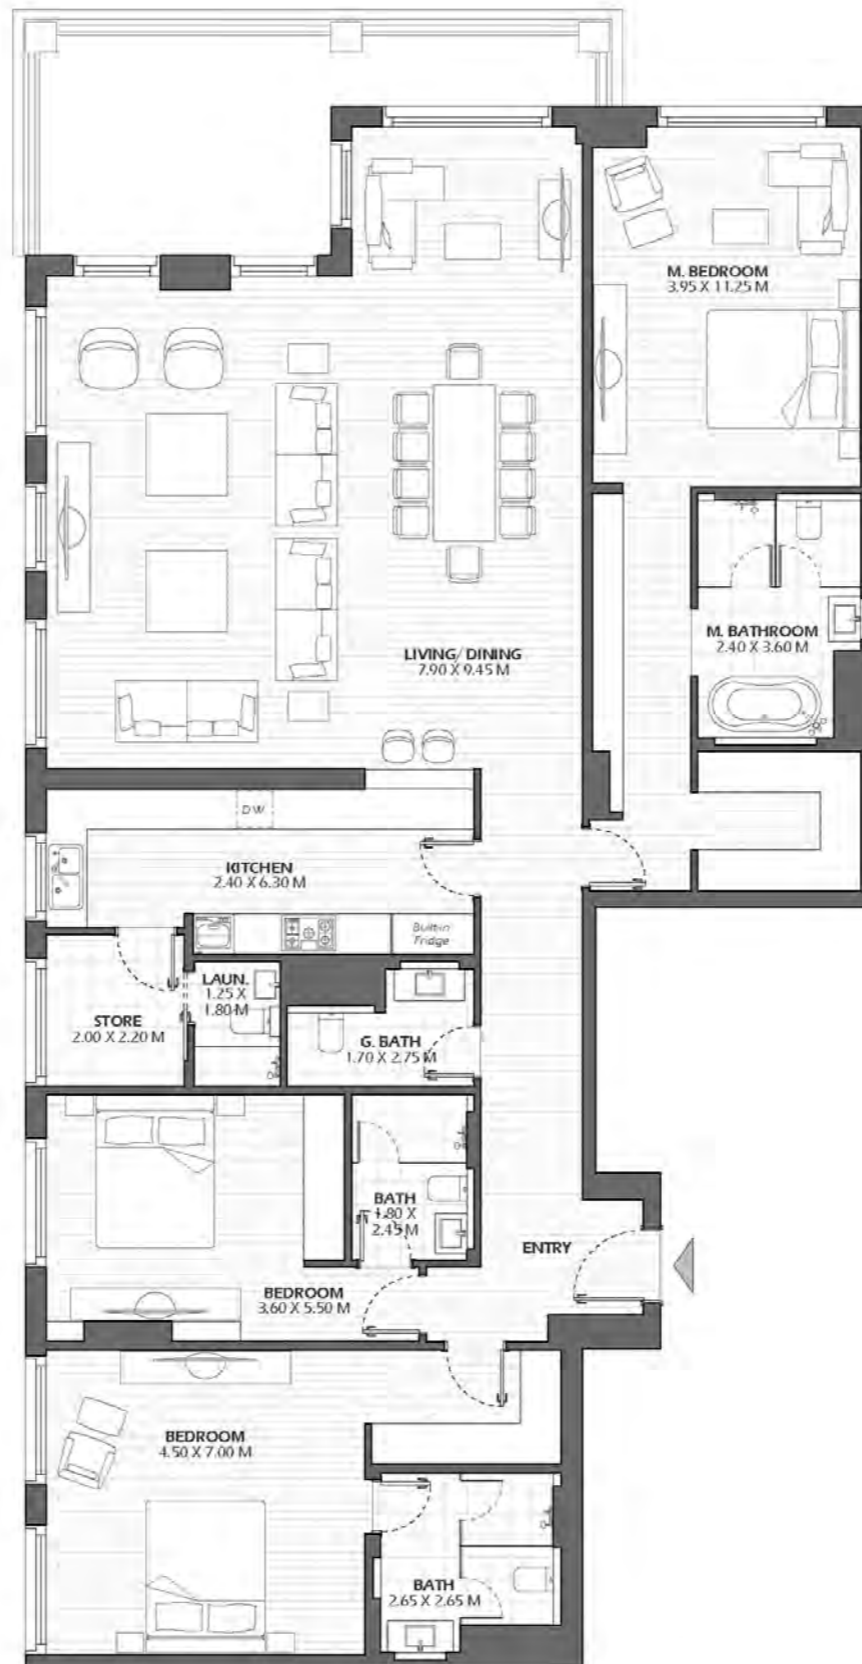 M. BEDROOM
3.95 X 11.25 M
M. BATHROOM
2.40 X 3.60 M
LIVING/ DINING
7.90 X 9.45 M
DW
KITCHEN
2.40 X 6.30 M
Built-in
Fridge
LAUN.
1.25 X
1.80 M
STORE
2.00 X 2.20 M
G. BATH
1.70 X 2.75 M
BATH
1.80 X
2.45 M
ENTRY
BEDROOM
3.60 X 5.50 M
BEDROOM
4.50 X 7.00 M
BATH
2.65 X 2.65 M